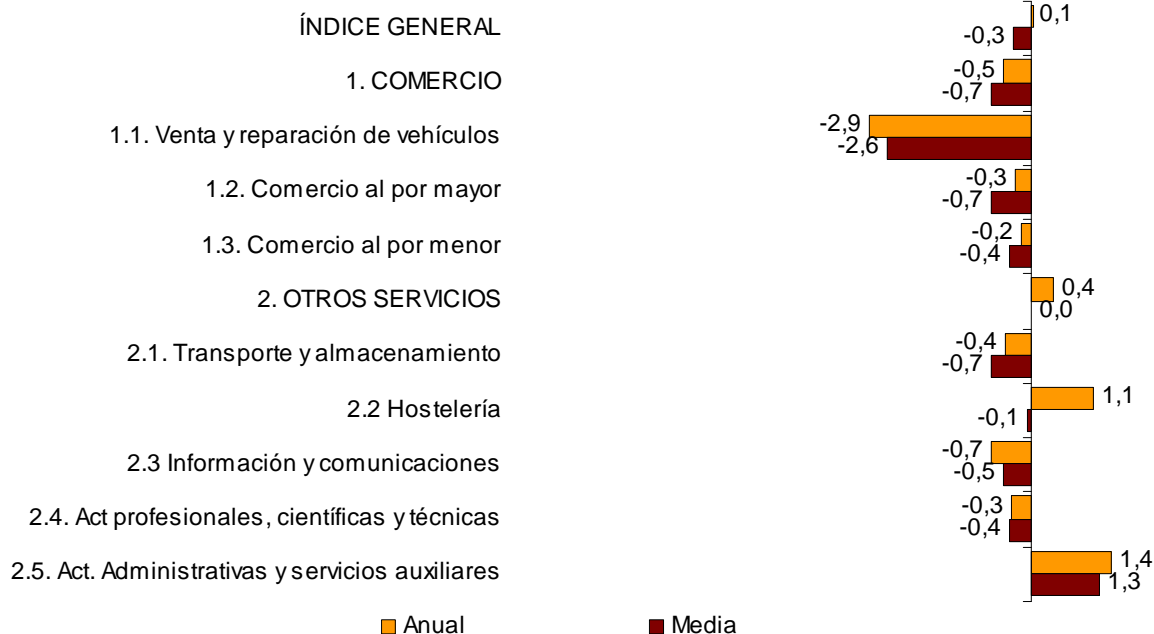 ÍNDICE GENERAL
0,1
-0,3
1. COMERCIO
-0,5
-0,7
1.1. Venta y reparación de vehículos
-2,9
-2,6
1.2. Comercio al por mayor
-0,3
-0,7
1.3. Comercio al por menor
-0,2
-0,4
2. OTROS SERVICIOS
0,4
0,0
2.1. Transporte y almacenamiento
-0,4
-0,7
2.2 Hostelería
1,1
-0,1
2.3 Información y comunicaciones
-0,7
-0,5
2.4. Act profesionales, científicas y técnicas
-0,3
-0,4
2.5. Act. Administrativas y servicios auxiliares
1,4
1,3
Anual Media